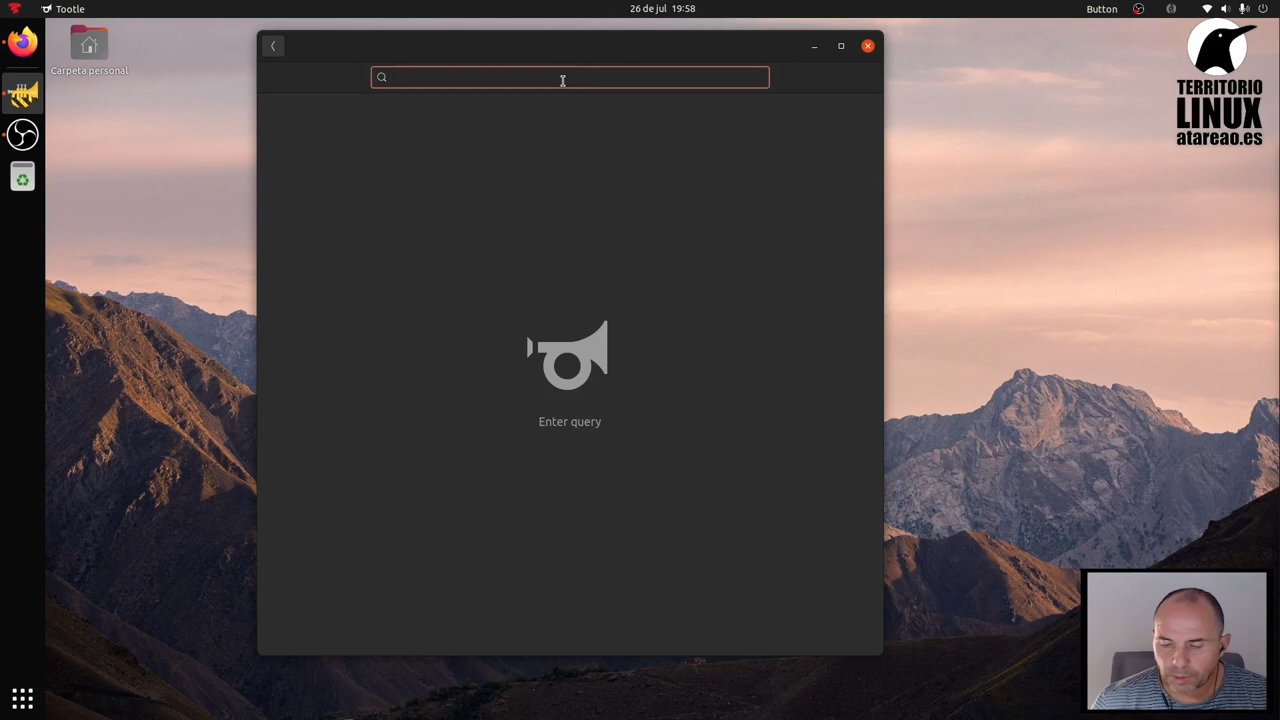 Tootle
26 de jul 19:58
Button
Carpeta personal
TERRITORIO
LINUX
atareao.es
Enter query